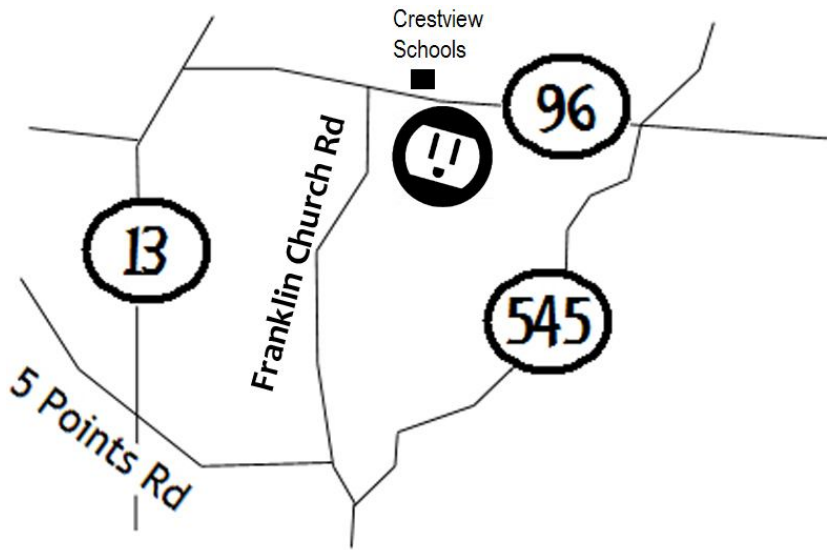 Crestview
Schools
96
Franklin Church Rd
13
545
5 Points Rd